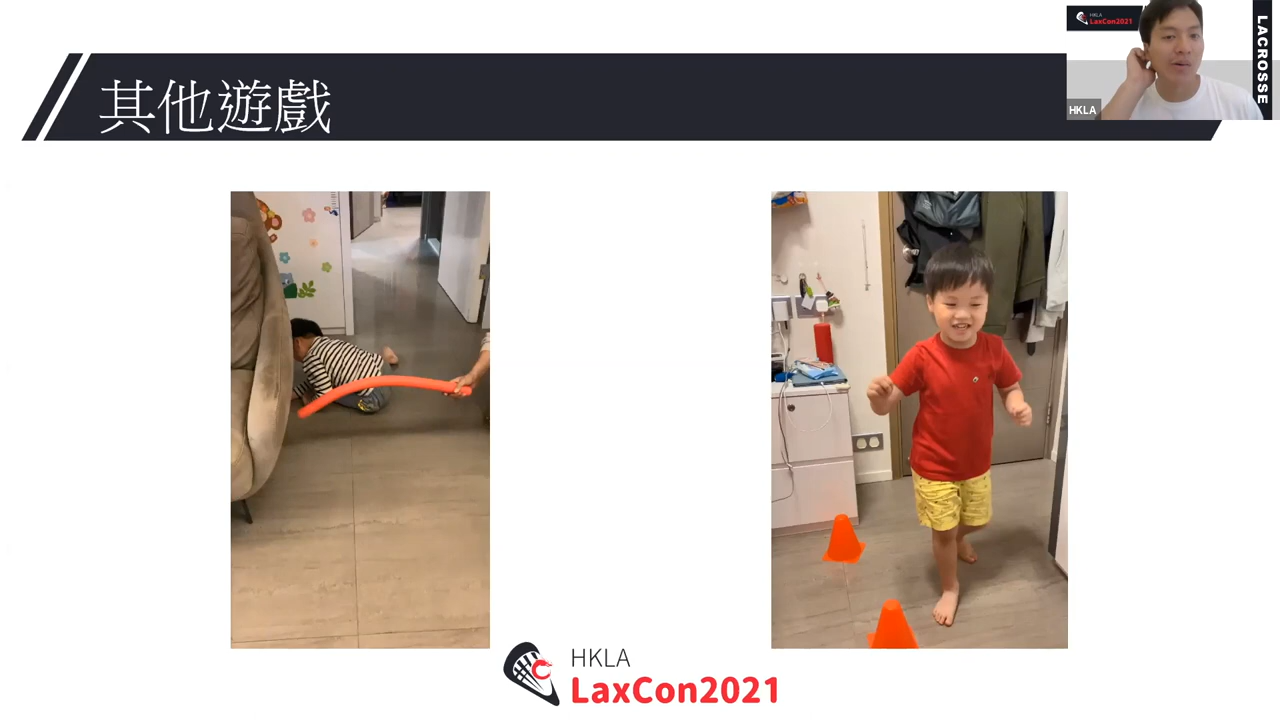 其他遊戲
HKLA
LaxCon2021
HKLA
LACROSSE
HKLA
LaxCon2021